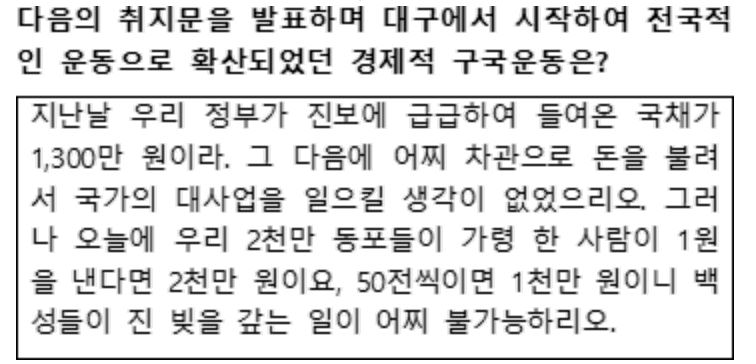 다음의 취지문을 발표하며 대구에서 시작하여 전국적
인 운동으로 확산되었던 경제적 구국운동은?
지난날 우리 정부가 진보에 급급하여 들여온 국채가
1,300만 원이라. 그 다음에 어찌 차관으로 돈을 불려
서 국가의 대사업을 일으킬 생각이 없었으리오. 그러
나 오늘에 우리 2천만 동포들이 가령 한 사람이 1원
을 낸다면 2천만 원이요, 50전씩이면 1천만 원이니 백
성들이 진 빚을 갚는 일이 어찌 불가능하리오.